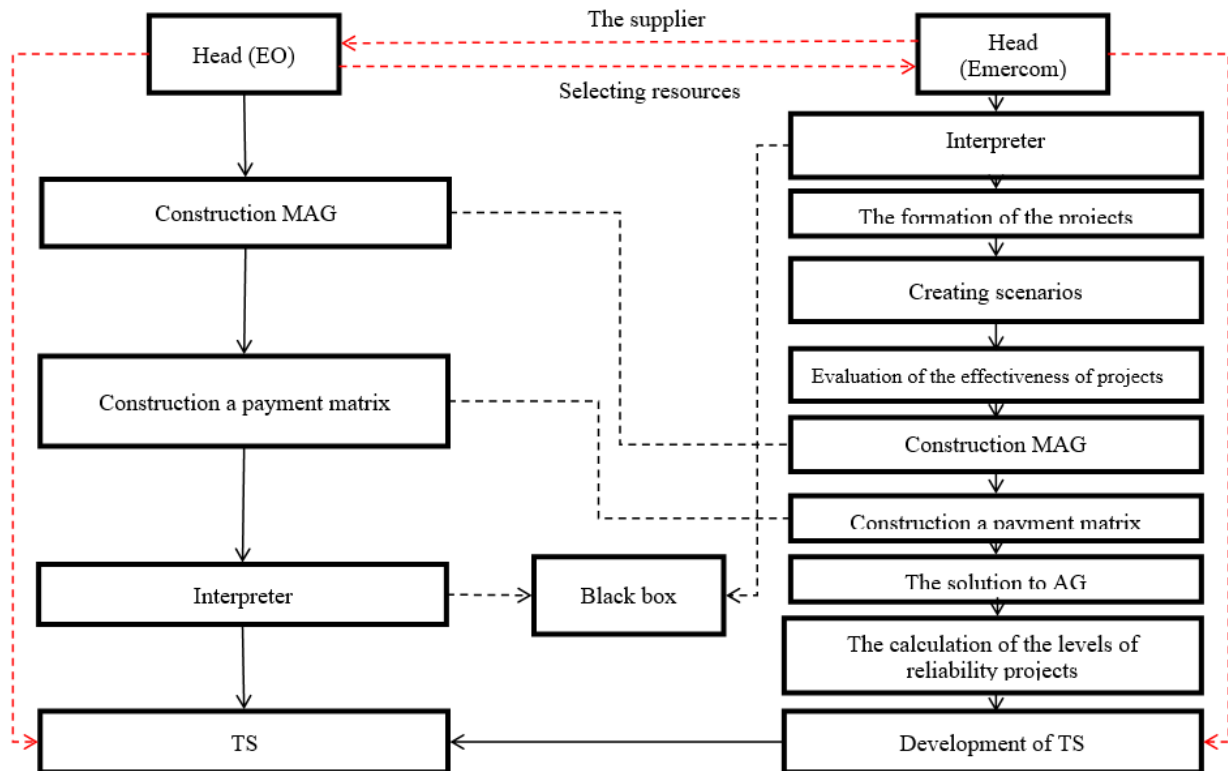 The supplier
Head (EO)
Head
(Emercom)
Selecting resources
Interpreter
Construction MAG
The formation of the projects
Creating scenarios
Construction a payment matrix
Evaluation of the effectiveness of projects
Construction MAG
Construction a payment matrix
Interpreter
Black box
The solution to AG
The calculation of the levels of
reliability projects
TS
Development of TS